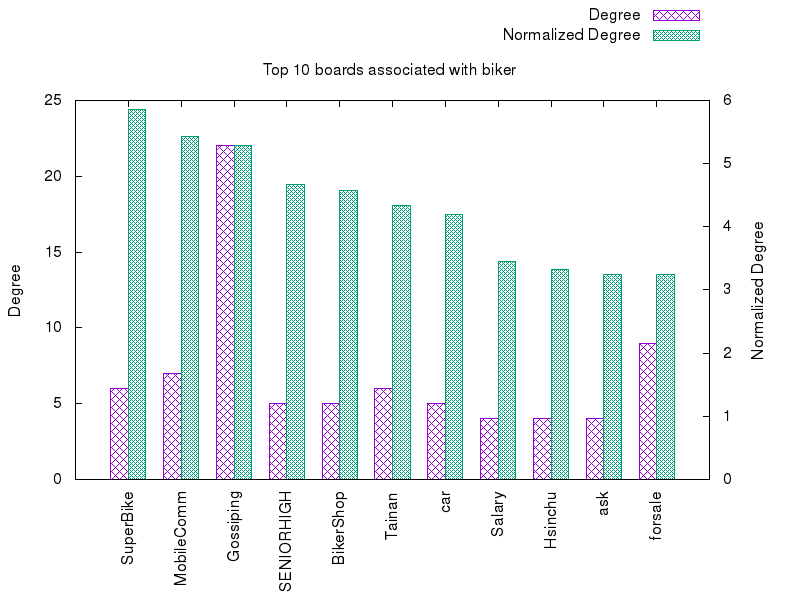 Degree
Normalized Degree
Top 10 boards associated with biker
25
20
15
10
5
0
6
5
4
3
2
1
0
Degree
Normalized Degree
SuperBike
MobileComm
Gossiping
SENIORHIGH
BikerShop
Tainan
car
Salary
Hsinchu
ask
forsale